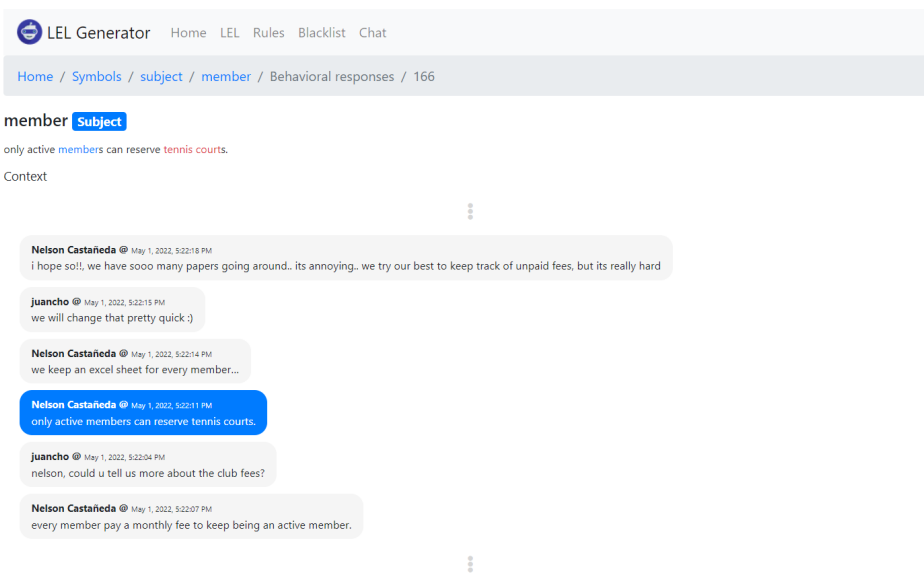 LEL Generator Home LEL Rules Blacklist Chat
Home / Symbols / subject / member / Behavioral responses / 166
member Subject
only active members can reserve tennis courts.
Context
Nelson Castañeda @ May 1, 2022, 5:22:18 PM
i hope so!!, we have sooo many papers going around.. its annoying.. we try our best to keep track of unpaid fees, but its really hard
juancho @ May 1, 2022, 5:22:15 PM
we will change that pretty quick :)
Nelson Castañeda @ May 1, 2022, 5:22:14 PM
we keep an excel sheet for every member...
Nelson Castañeda @ May 1, 2022, 5:22:11 PM
only active members can reserve tennis courts.
juancho @ May 1, 2022, 5:22:04 PM
nelson, could u tell us more about the club fees?
Nelson Castañeda @ May 1, 2022, 5:22:07 PM
every member pay a monthly fee to keep being an active member.